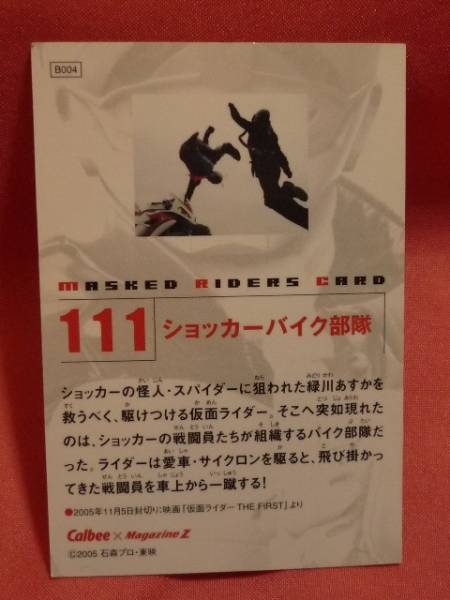 B004
MASKED RIDERS CARD
111 ショッカーバイク部隊
ショッカーの怪人・スパイダーに狙われた緑川あすかを
救うべく、駆けつける仮面ライダー。そこへ突如現れた
のは、ショッカーの戦闘員たちが組織するバイク部隊だ
った。ライダーは愛車・サイクロンを駆ると、飛び掛かっ
てきた戦闘員を車上から一蹴する!
●2005年11月5日封切り:映画「仮面ライダー THE FIRST」より
Calbee × Magazine Z
©2005 石森プロ・東映